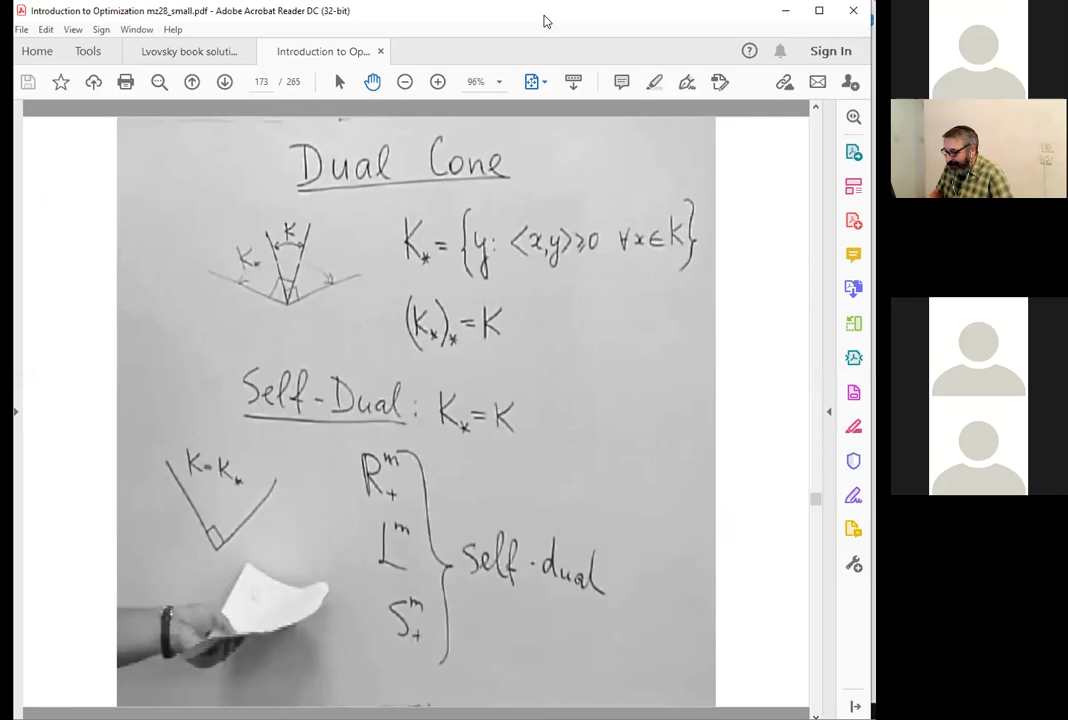 Introduction to Optimization mz28_small.pdf - Adobe Acrobat Reader DC (32-bit)
File Edit View Sign Window Help
Home Tools Lvovsky book soluti... Introduction to Op... × Sign In
173 / 265 96%
Dual Cone
K
K*
K* = {y: <x,y>≥0 ∀x∈K}
(K*)* = K
Self-Dual: K* = K
K=K*
R^m_+
L^m
self-dual
S^m_+